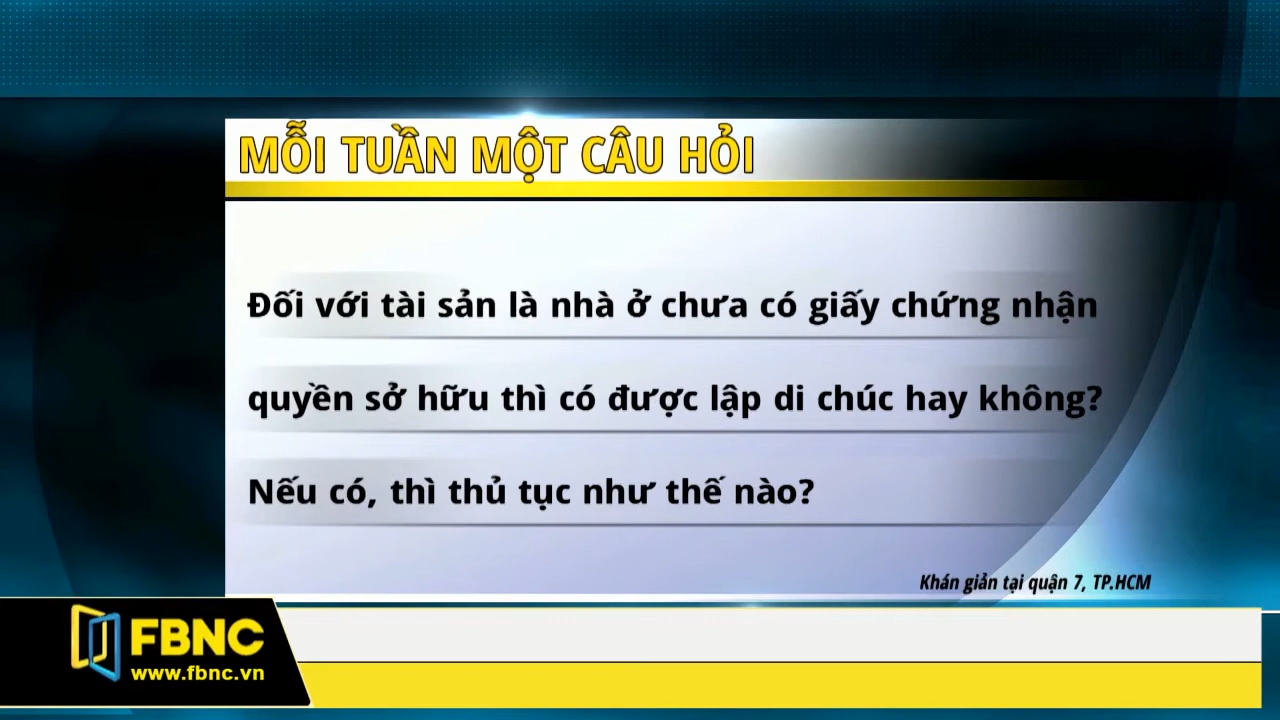 MỖI TUẦN MỘT CÂU HỎI
Đối với tài sản là nhà ở chưa có giấy chứng nhận
quyền sở hữu thì có được lập di chúc hay không?
Nếu có, thì thủ tục như thế nào?
Khán giản tại quận 7, TP.HCM
FBNC
www.fbnc.vn